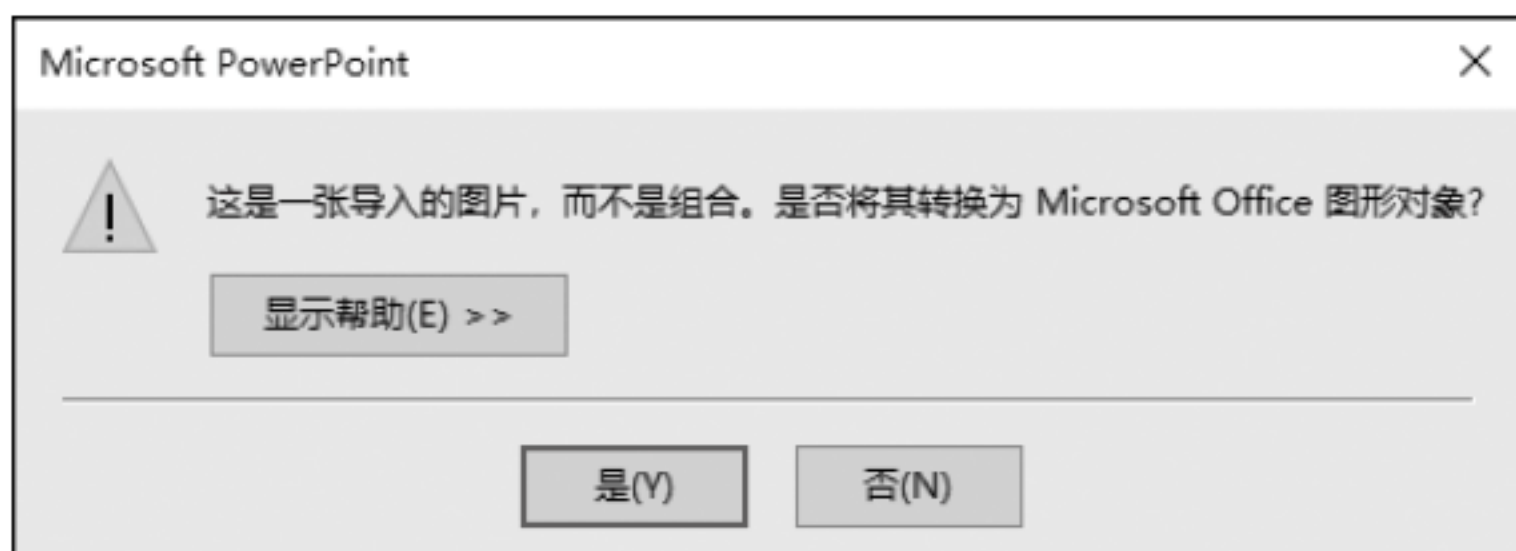 Microsoft PowerPoint
这是一张导入的图片，而不是组合。是否将其转换为 Microsoft Office 图形对象?
显示帮助(E) >>
是(Y)
否(N)